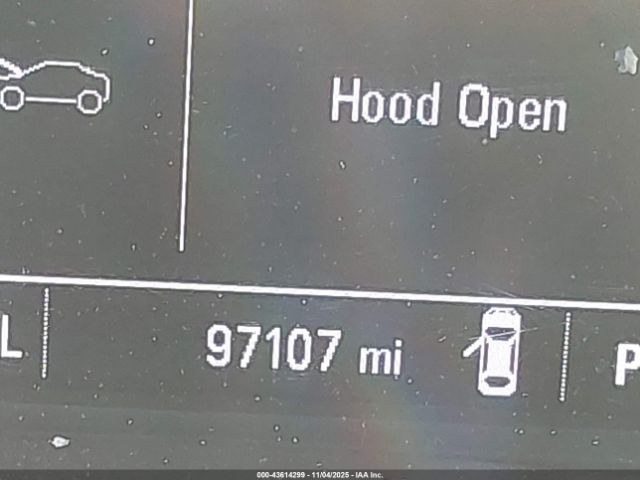 Hood Open
L
97107 mi
P
000-43614299 - 11/04/2025 - IAA Inc.